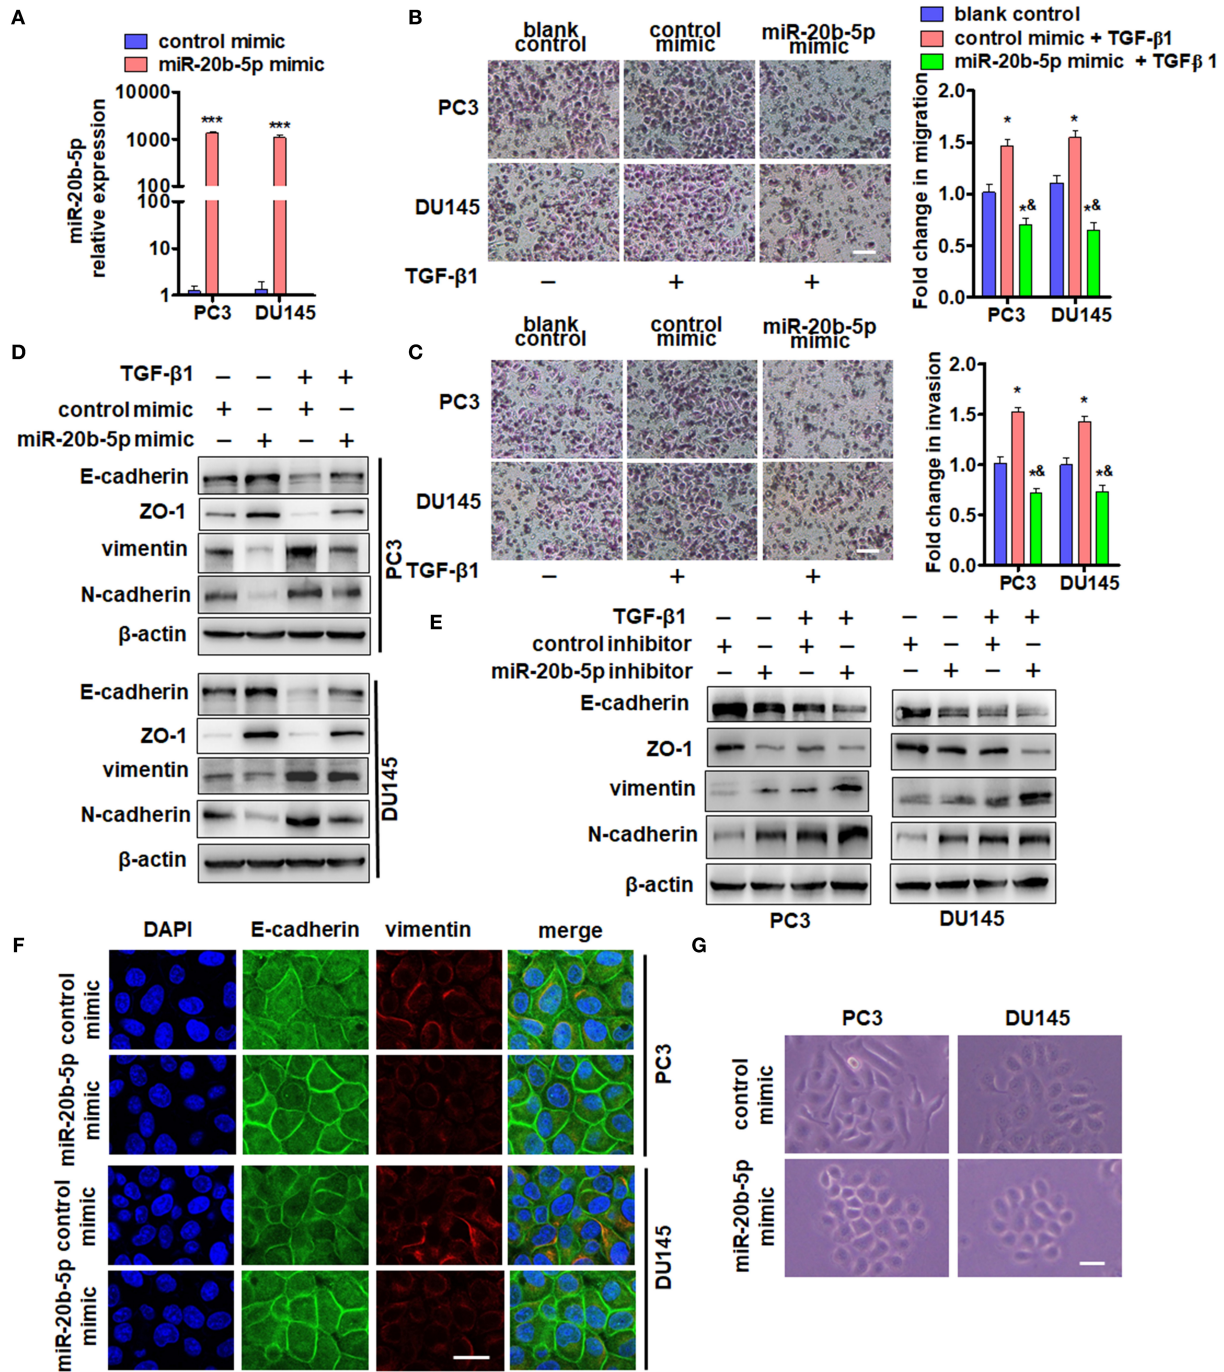 A
control mimic
miR-20b-5p mimic
miR-20b-5p
relative expression
10000
1000
100
100
10
1
*** ***
PC3 DU145
B
blank control
control mimic
miR-20b-5p mimic
PC3
DU145
TGF-β1 − + +
blank control
control mimic + TGF-β1
miR-20b-5p mimic + TGFβ 1
Fold change in migration
2.0
1.5
1.0
0.5
0.0
* *& * *&
PC3 DU145
C
blank control
control mimic
miR-20b-5p mimic
PC3
DU145
TGF-β1 − + +
Fold change in invasion
2.0
1.5
1.0
0.5
0.0
* *& * *&
PC3 DU145
D
TGF-β1 − − + +
control mimic + − + −
miR-20b-5p mimic − + − +
E-cadherin
ZO-1
vimentin
N-cadherin
β-actin
PC3
E-cadherin
ZO-1
vimentin
N-cadherin
β-actin
DU145
E
TGF-β1 − − + + − − + +
control inhibitor + − + − + − + −
miR-20b-5p inhibitor − + − + − + − +
E-cadherin
ZO-1
vimentin
N-cadherin
β-actin
PC3 DU145
F
DAPI E-cadherin vimentin merge
control mimic
miR-20b-5p mimic
PC3
control mimic
miR-20b-5p mimic
DU145
G
PC3 DU145
control mimic
miR-20b-5p mimic